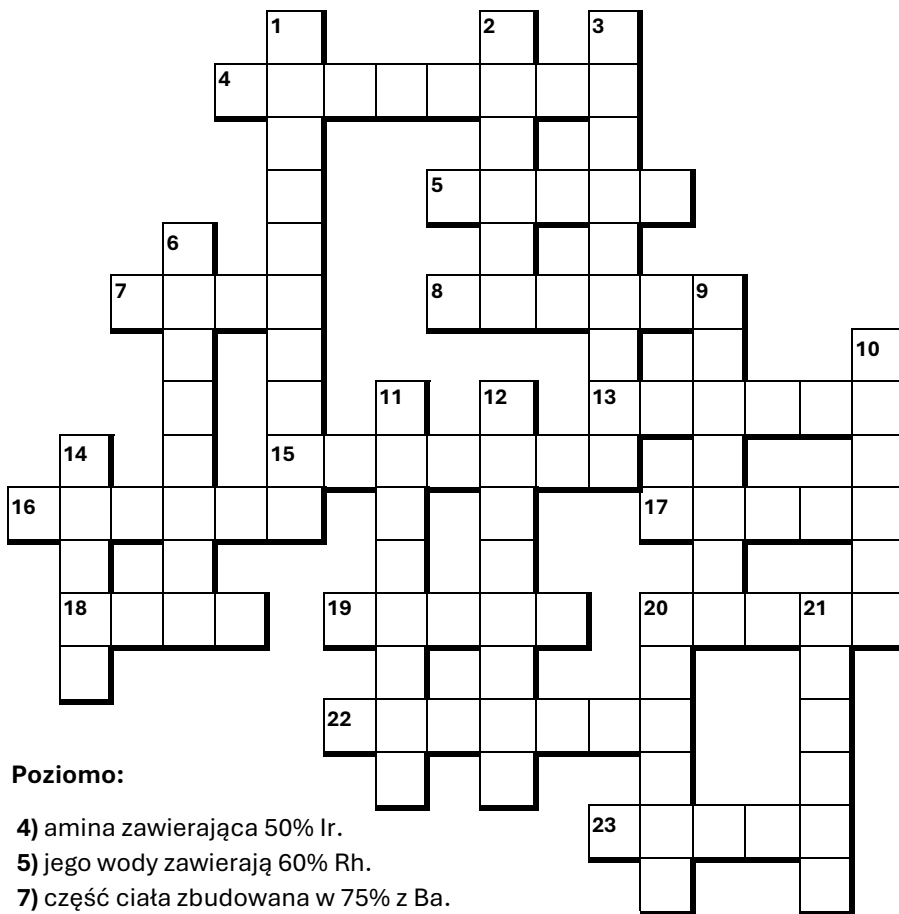 1 2 3
4
5
6
7 8 9
10
11 12 13
14 15
16 17
18 19 20 21
22
Poziomo:
23
4) amina zawierająca 50% Ir.
5) jego wody zawierają 60% Rh.
7) część ciała zbudowana w 75% z Ba.